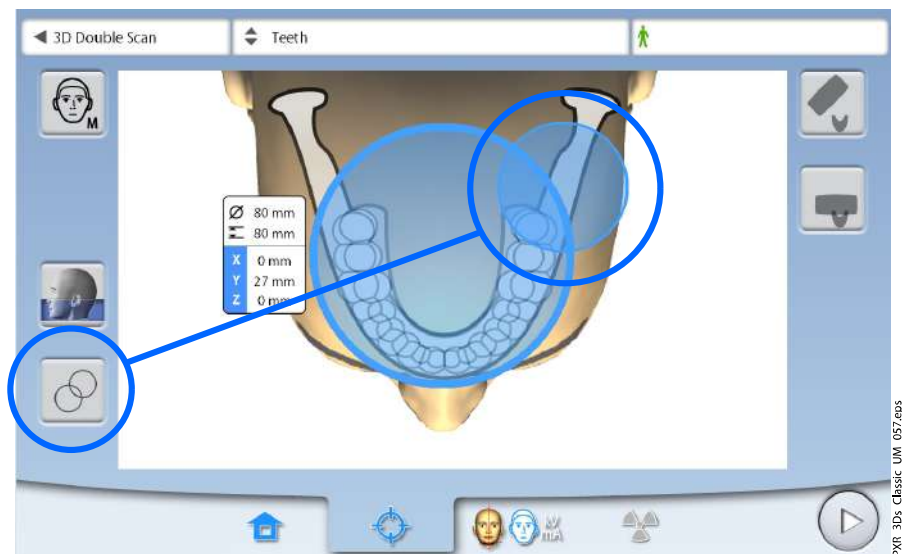 3D Double Scan
Teeth
M
Ø 80 mm
80 mm
X 0 mm
Y 27 mm
Z 0 mm
kV
mA
PXR 3Ds Classic UM 057.eps